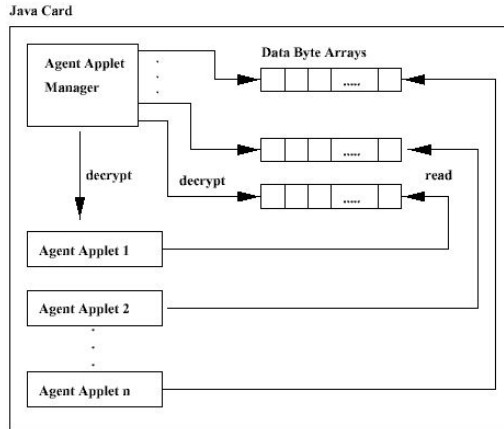 Java Card
Agent Applet
Manager
Data Byte Arrays
.....
.....
decrypt
decrypt
read
.....
Agent Applet 1
Agent Applet 2
Agent Applet n